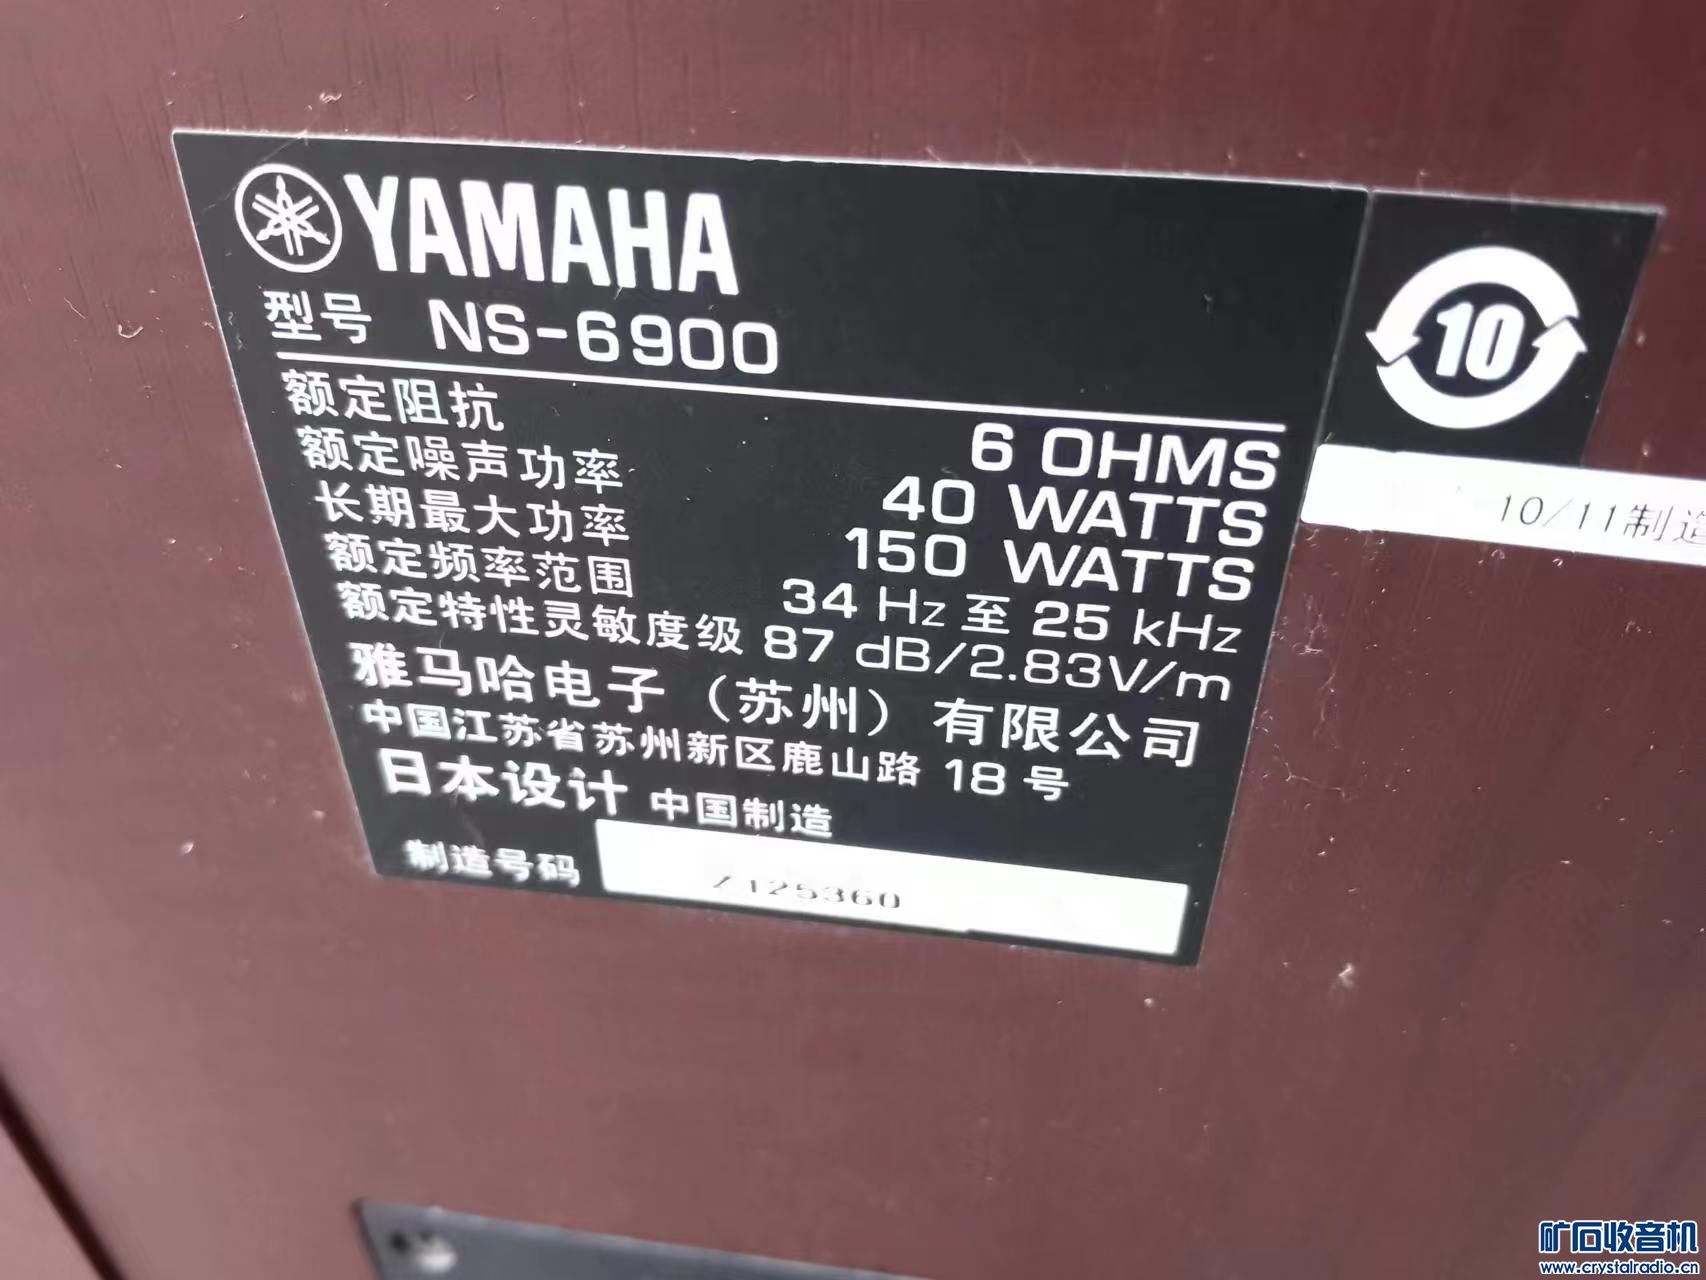 YAMAHA
型号 NS-6900
额定阻抗 6 OHMS
额定噪声功率 40 WATTS
长期最大功率 150 WATTS
额定频率范围 34 Hz 至 25 kHz
额定特性灵敏度级 87 dB/2.83V/m
雅马哈电子（苏州）有限公司
中国江苏省苏州新区鹿山路 18 号
日本设计 中国制造
制造号码 7125360
10
10/11制造
矿石收音机
www.crystalradio.cn